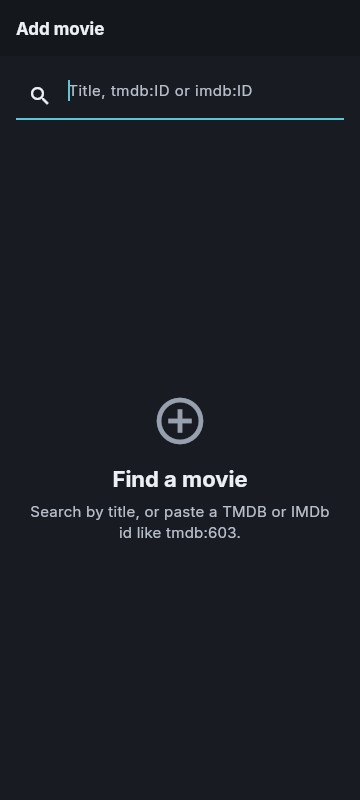 Add movie
Title, tmdb:ID or imdb:ID
Find a movie
Search by title, or paste a TMDB or IMDb
id like tmdb:603.